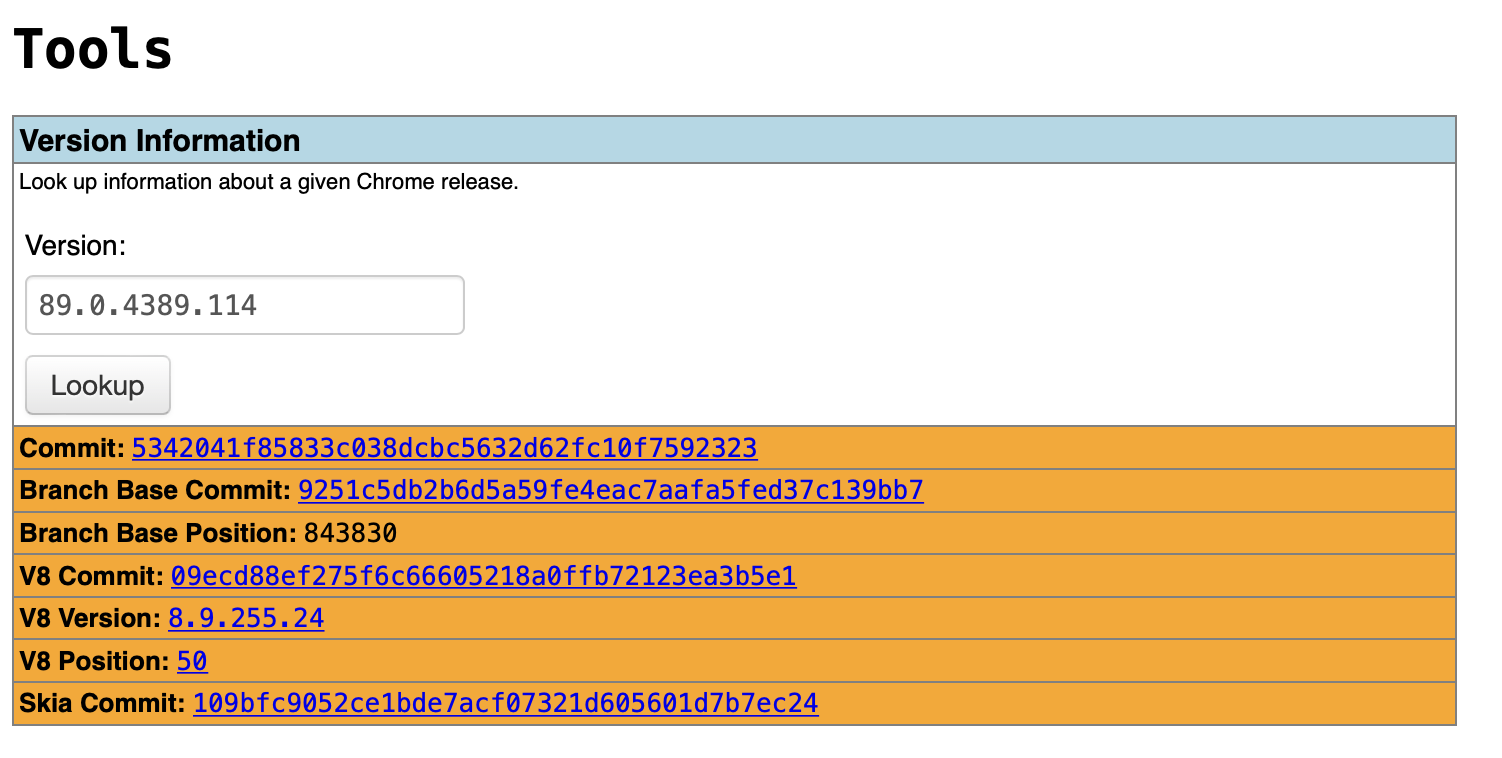 Tools
Version Information
Look up information about a given Chrome release.
Version:
89.0.4389.114
Lookup
Commit: 5342041f85833c038dcbc5632d62fc10f7592323
Branch Base Commit: 9251c5db2b6d5a59fe4eac7aafa5fed37c139bb7
Branch Base Position: 843830
V8 Commit: 09ecd88ef275f6c66605218a0ffb72123ea3b5e1
V8 Version: 8.9.255.24
V8 Position: 50
Skia Commit: 109bfc9052ce1bde7acf07321d605601d7b7ec24